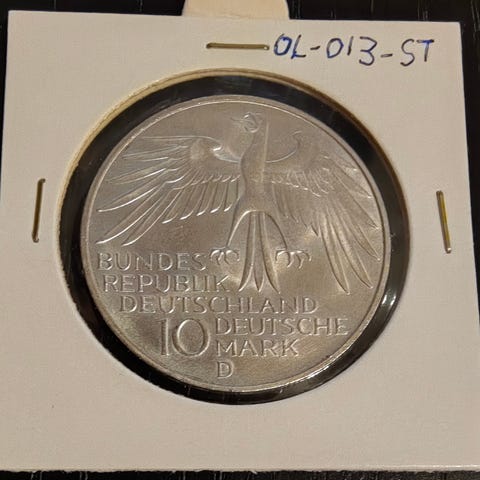 OL-013-ST
BUNDES
REPUBLIK
DEUTSCHLAND
10 DEUTSCHE
MARK
D